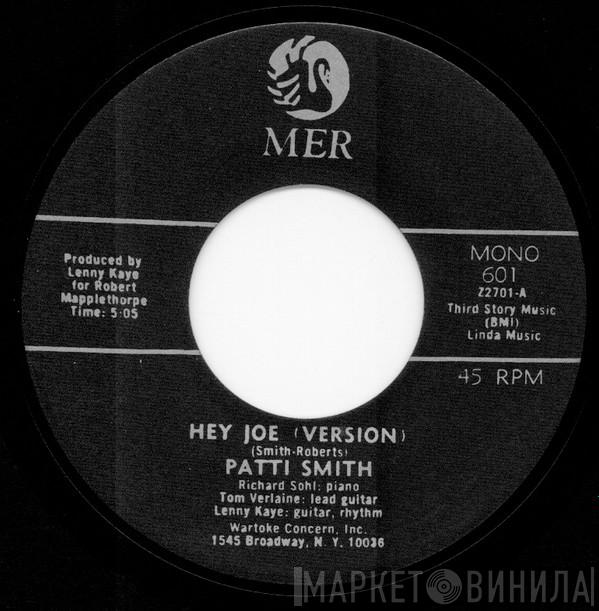 MER
Produced by
Lenny Kaye
for Robert
Mapplethorpe
Time: 5:05
MONO
601
Z2701-A
Third Story Music
(BMI)
Linda Music
45 RPM
HEY JOE (VERSION)
(Smith-Roberts)
PATTI SMITH
Richard Sohl: piano
Tom Verlaine: lead guitar
Lenny Kaye: guitar, rhythm
Wartoke Concern, Inc.
1545 Broadway, N. Y. 10036
МАРКЕТ ВИНИЛА